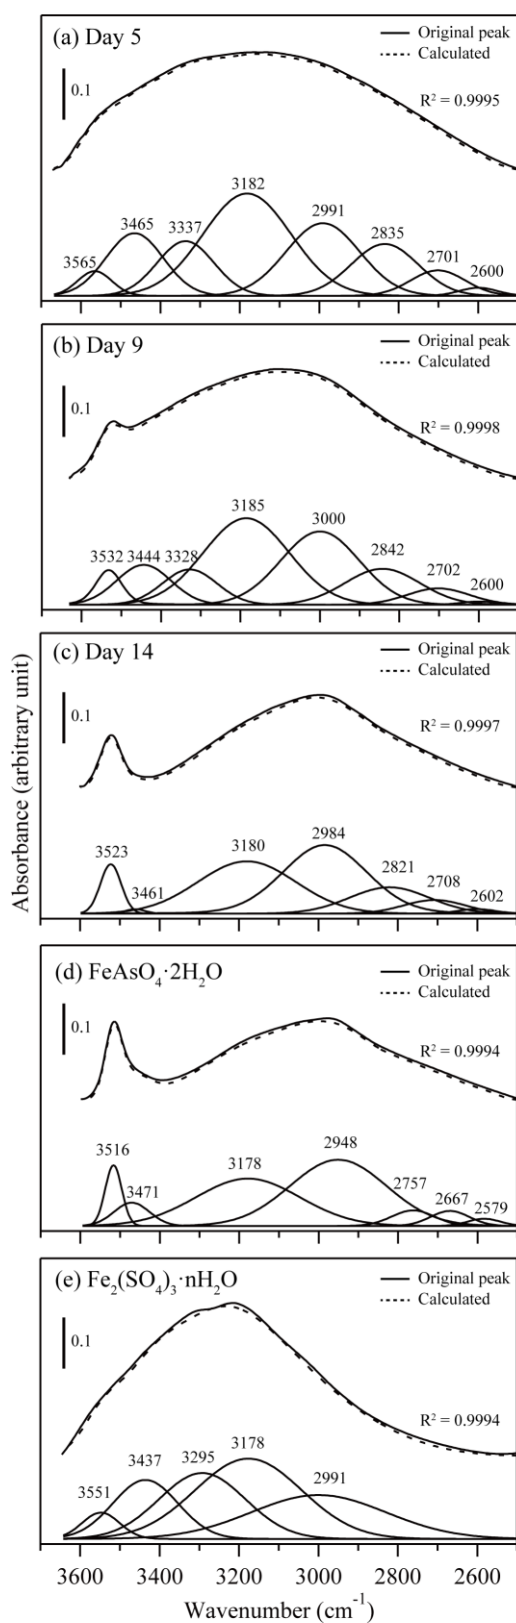 (a) Day 5
Original peak
Calculated
0.1
R² = 0.9995
3565
3465
3337
3182
2991
2835
2701
2600
(b) Day 9
Original peak
Calculated
0.1
R² = 0.9998
3532
3444
3328
3185
3000
2842
2702
2600
(c) Day 14
Original peak
Calculated
0.1
R² = 0.9997
3523
3461
3180
2984
2821
2708
2602
(d) FeAsO₄·2H₂O
Original peak
Calculated
0.1
R² = 0.9994
3516
3471
3178
2948
2757
2667
2579
(e) Fe₂(SO₄)₃·nH₂O
Original peak
Calculated
0.1
R² = 0.9994
3551
3437
3295
3178
2991
3600 3400 3200 3000 2800 2600
Wavenumber (cm⁻¹)
Absorbance (arbitrary unit)